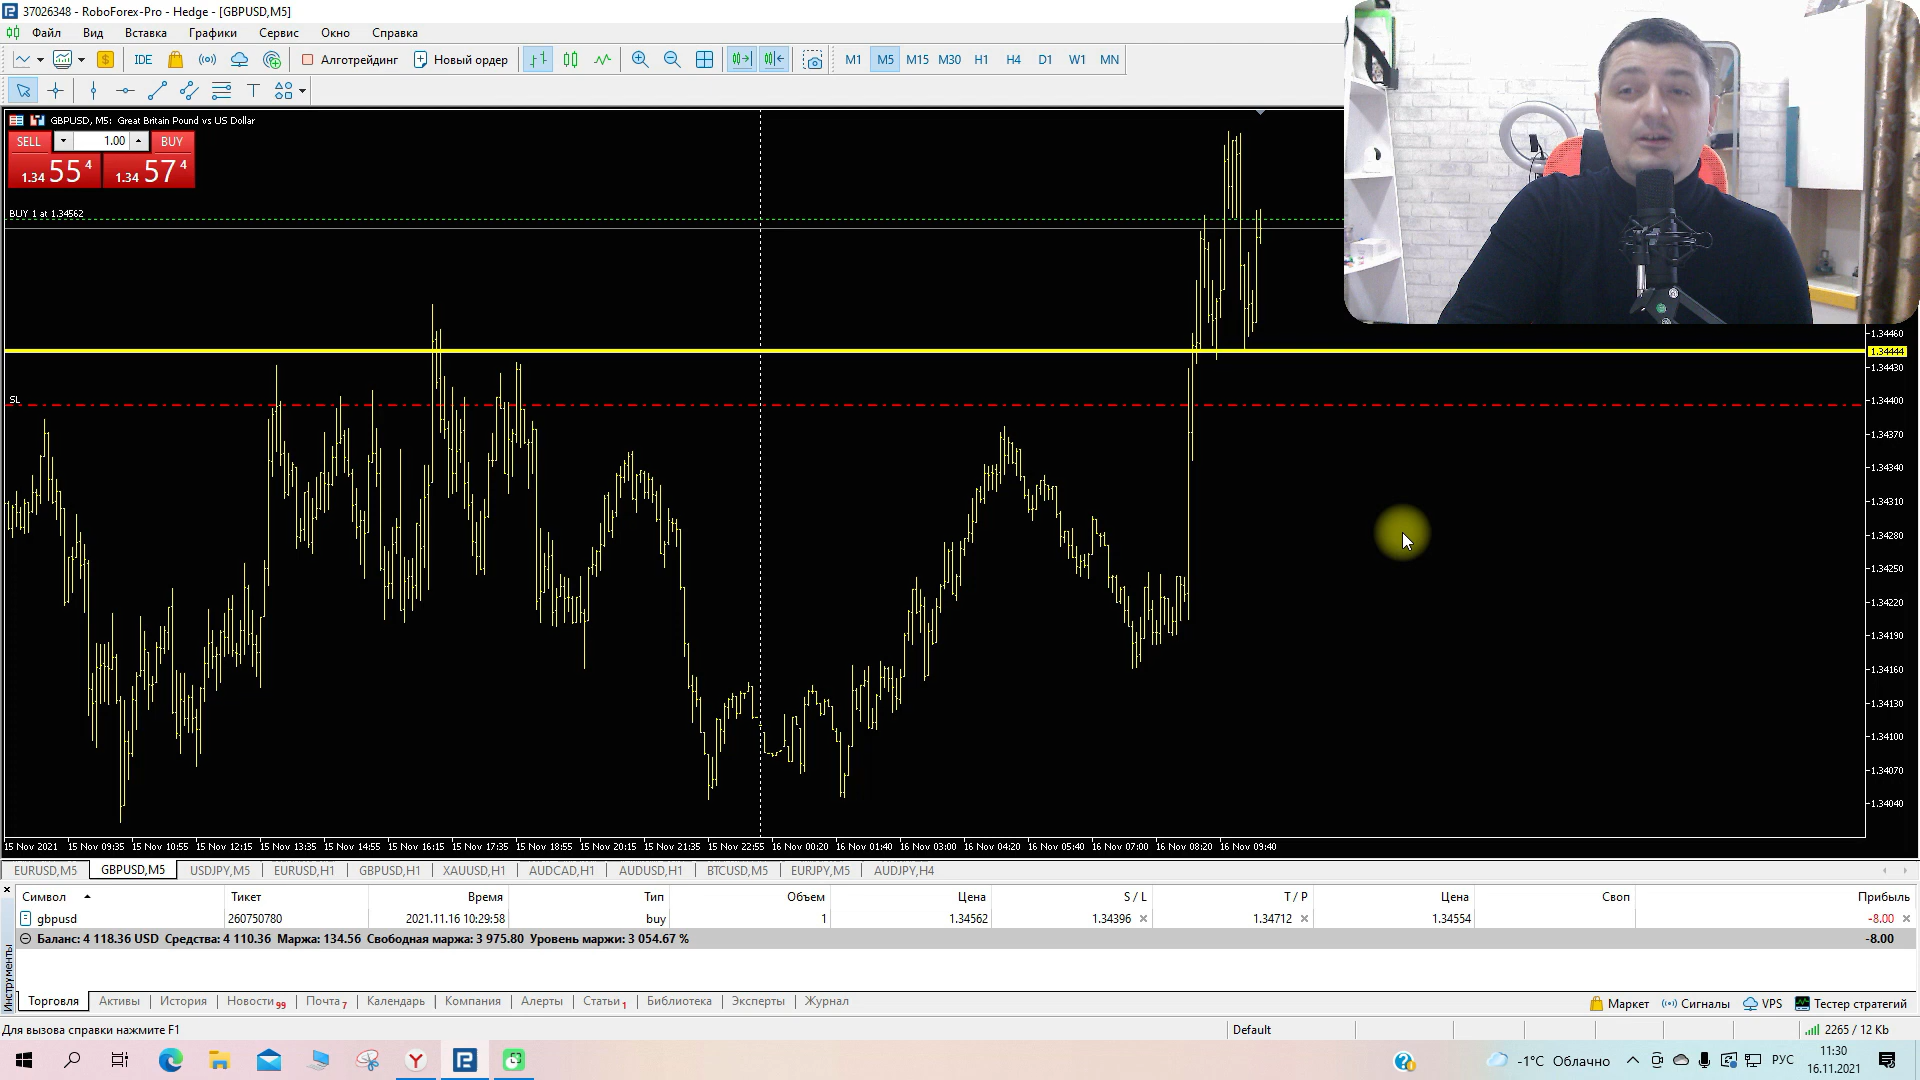 37026348 - RoboForex-Pro - Hedge - [GBPUSD,M5]
Файл Вид Вставка Графики Сервис Окно Справка
IDE Алготрейдинг Новый ордер M1 M5 M15 M30 H1 H4 D1 W1 MN
GBPUSD, M5: Great Britain Pound vs US Dollar
SELL 1.00 BUY
1.34 55 4 1.34 57 4
BUY 1 at 1.34562
1.34460
1.34444
1.34430
SL
1.34400
1.34370
1.34340
1.34310
1.34280
1.34250
1.34220
1.34190
1.34160
1.34130
1.34100
1.34070
1.34040
15 Nov 2021 15 Nov 09:35 15 Nov 10:55 15 Nov 12:15 15 Nov 13:35 15 Nov 14:55 15 Nov 16:15 15 Nov 17:35 15 Nov 18:55 15 Nov 20:15 15 Nov 21:35 15 Nov 22:55 16 Nov 00:20 16 Nov 01:40 16 Nov 03:00 16 Nov 04:20 16 Nov 05:40 16 Nov 07:00 16 Nov 08:20 16 Nov 09:40
EURUSD,M5 GBPUSD,M5 USDJPY,M5 EURUSD,H1 GBPUSD,H1 XAUUSD,H1 AUDCAD,H1 AUDUSD,H1 BTCUSD,M5 EURJPY,M5 AUDJPY,H4
Символ Тикет Время Тип Объем Цена S / L T / P Цена Своп Прибыль
gbpusd 260750780 2021.11.16 10:29:58 buy 1 1.34562 1.34396 1.34712 1.34554 -8.00
Баланс: 4 118.36 USD Средства: 4 110.36 Маржа: 134.56 Свободная маржа: 3 975.80 Уровень маржи: 3 054.67 % -8.00
Инструменты
Торговля Активы История Новости 99 Почта 7 Календарь Компания Алерты Статьи 1 Библиотека Эксперты Журнал Маркет Сигналы VPS Тестер стратегий
Для вызова справки нажмите F1 Default 2265 / 12 Kb
-1°C Облачно РУС 11:30
16.11.2021